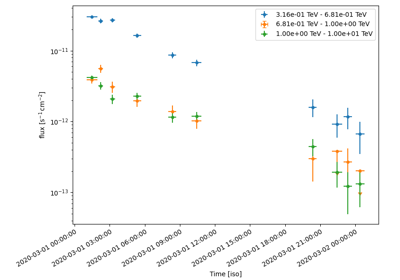 3.16e-01 TeV - 6.81e-01 TeV
6.81e-01 TeV - 1.00e+00 TeV
1.00e+00 TeV - 1.00e+01 TeV
10⁻¹¹
10⁻¹²
10⁻¹³
flux [s⁻¹ cm⁻²]
2020-03-01 00:00:00
2020-03-01 03:00:00
2020-03-01 06:00:00
2020-03-01 09:00:00
2020-03-01 12:00:00
2020-03-01 15:00:00
2020-03-01 18:00:00
2020-03-01 21:00:00
2020-03-02 00:00:00
Time [iso]